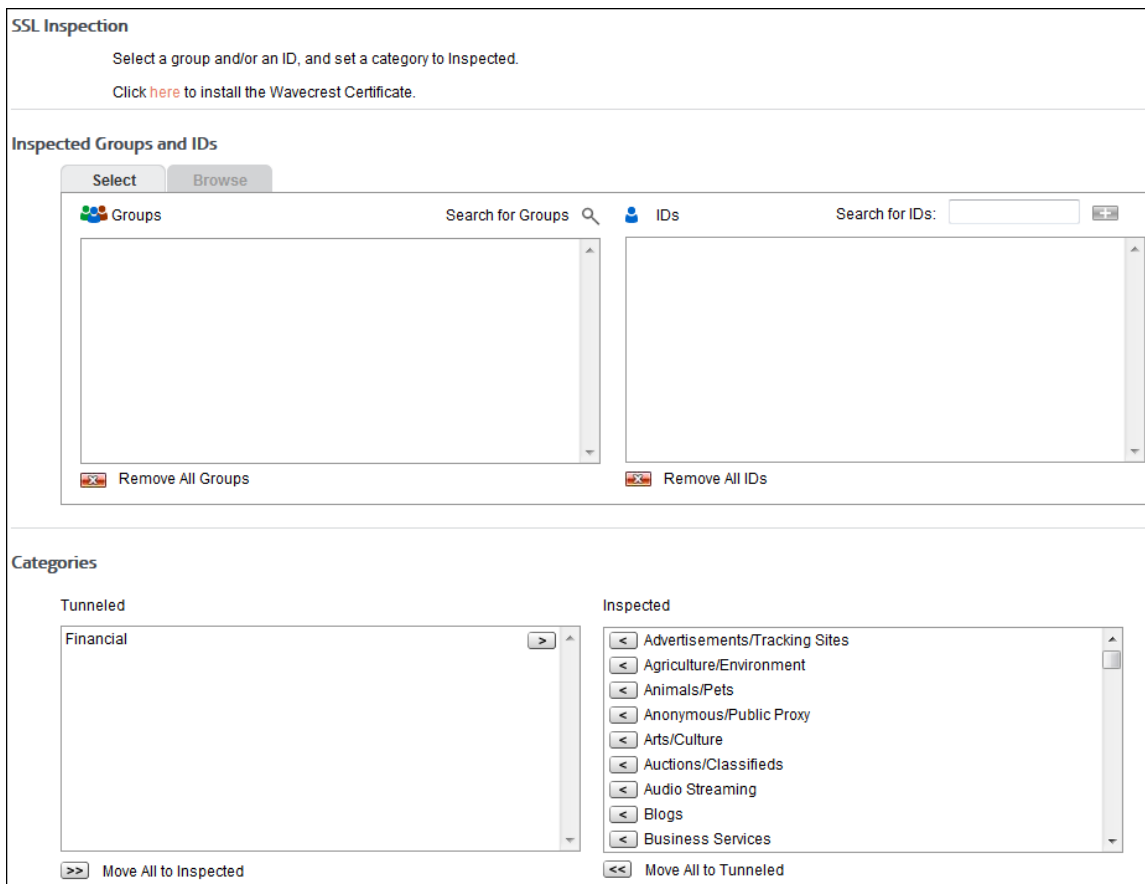 SSL Inspection
Select a group and/or an ID, and set a category to Inspected.
Click here to install the Wavecrest Certificate.
Inspected Groups and IDs
Select Browse
Groups Search for Groups IDs Search for IDs:
Remove All Groups Remove All IDs
Categories
Tunneled Inspected
Financial > < Advertisements/Tracking Sites
< Agriculture/Environment
< Animals/Pets
< Anonymous/Public Proxy
< Arts/Culture
< Auctions/Classifieds
< Audio Streaming
< Blogs
< Business Services
>> Move All to Inspected << Move All to Tunneled